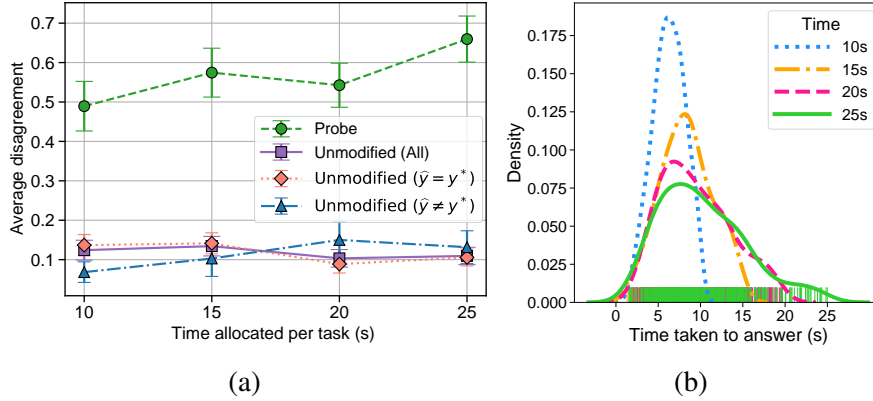 0.7
0.6
0.5
0.4
0.3
0.2
0.1
Average disagreement
Probe
Unmodified (All)
Unmodified (ŷ = y*)
Unmodified (ŷ ≠ y*)
10 15 20 25
Time allocated per task (s)
(a)
0.175
0.150
0.125
0.100
0.075
0.050
0.025
0.000
Density
Time
10s
15s
20s
25s
0 5 10 15 20 25
Time taken to answer (s)
(b)